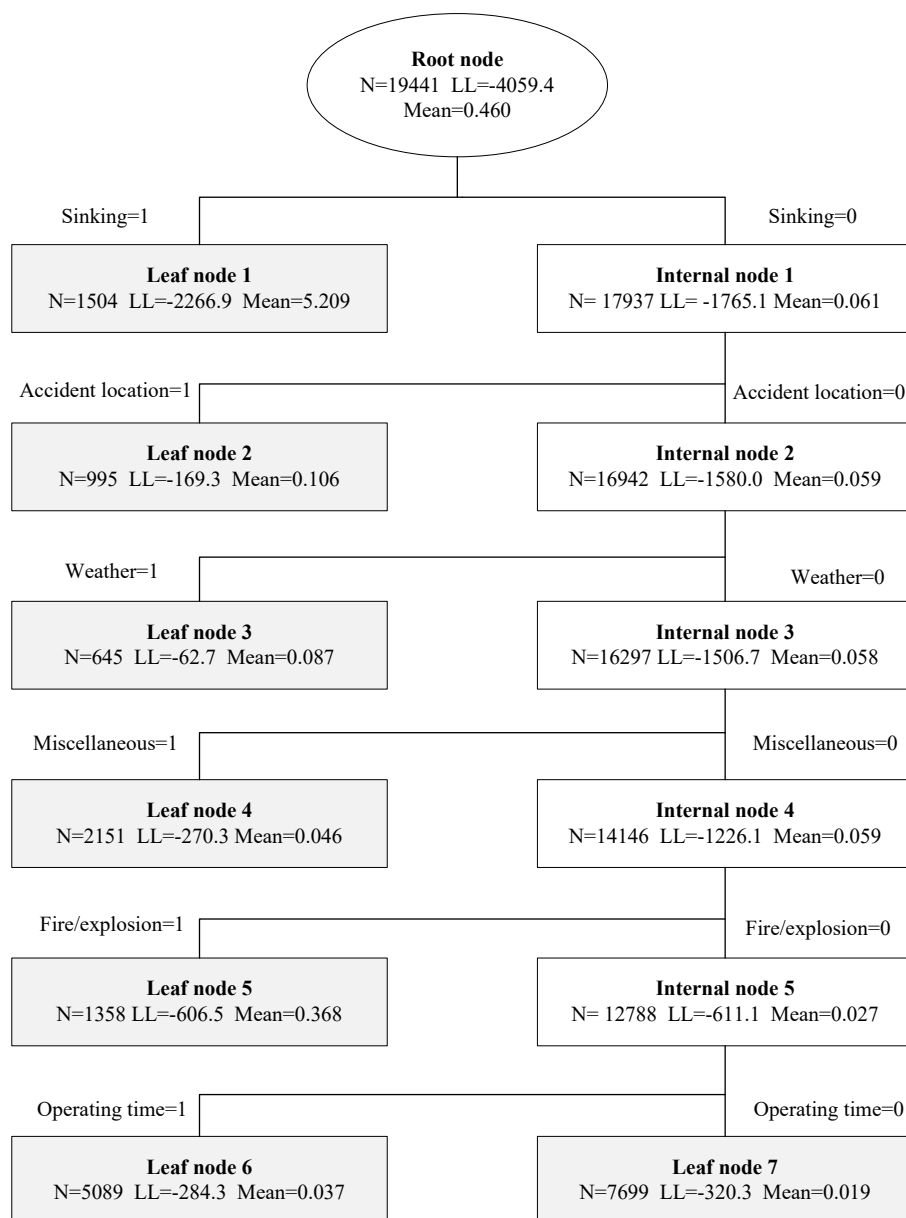 Root node
N=19441 LL=-4059.4
Mean=0.460
Sinking=1
Sinking=0
Leaf node 1
N=1504 LL=-2266.9 Mean=5.209
Internal node 1
N= 17937 LL= -1765.1 Mean=0.061
Accident location=1
Accident location=0
Leaf node 2
N=995 LL=-169.3 Mean=0.106
Internal node 2
N=16942 LL=-1580.0 Mean=0.059
Weather=1
Weather=0
Leaf node 3
N=645 LL=-62.7 Mean=0.087
Internal node 3
N=16297 LL=-1506.7 Mean=0.058
Miscellaneous=1
Miscellaneous=0
Leaf node 4
N=2151 LL=-270.3 Mean=0.046
Internal node 4
N=14146 LL=-1226.1 Mean=0.059
Fire/explosion=1
Fire/explosion=0
Leaf node 5
N=1358 LL=-606.5 Mean=0.368
Internal node 5
N= 12788 LL=-611.1 Mean=0.027
Operating time=1
Operating time=0
Leaf node 6
N=5089 LL=-284.3 Mean=0.037
Leaf node 7
N=7699 LL=-320.3 Mean=0.019